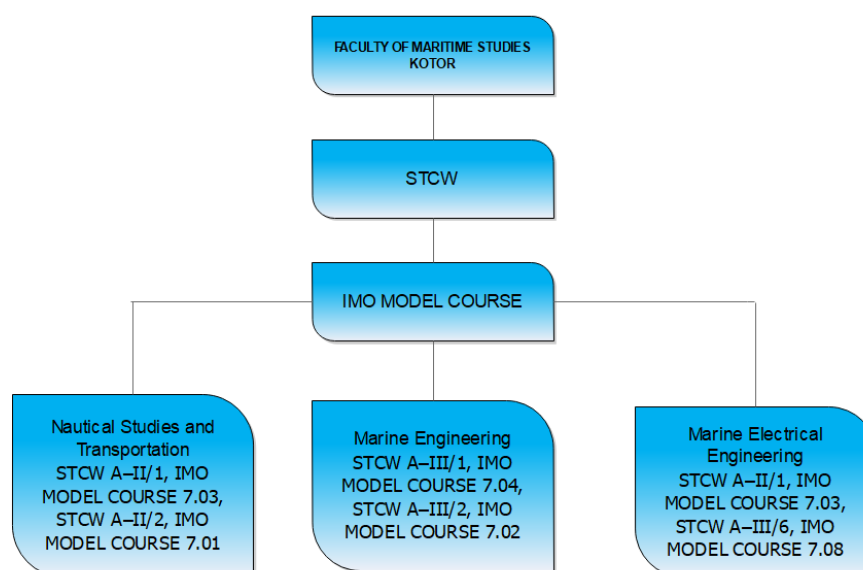 FACULTY OF MARITIME STUDIES
KOTOR
STCW
IMO MODEL COURSE
Nautical Studies and
Transportation
STCW A–II/1, IMO
MODEL COURSE 7.03,
STCW A–II/2, IMO
MODEL COURSE 7.01
Marine Engineering
STCW A–III/1, IMO
MODEL COURSE 7.04,
STCW A–III/2, IMO
MODEL COURSE 7.02
Marine Electrical
Engineering
STCW A–II/1, IMO
MODEL COURSE 7.03,
STCW A–III/6, IMO
MODEL COURSE 7.08